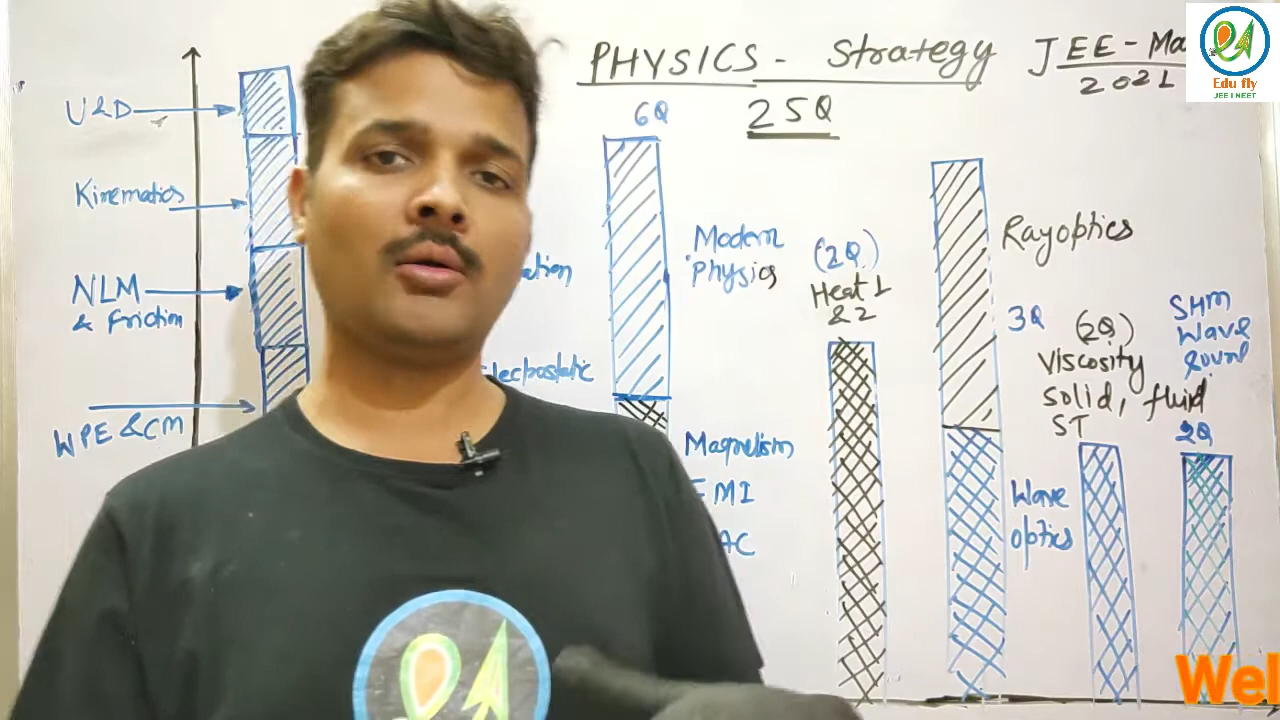 PHYSICS - Strategy JEE - Ma
2021
25Q
Edu fly
JEE I NEET
U&D
Kinematics
NLM
& friction
WPE & CM
6Q
Modern
Physics
Magnetism
EMI
AC
(2Q)
Heat 1
& 2
Rayoptics
3Q
Wave
optics
(2Q)
Viscosity
Solid, fluid
ST
SHM
Wave
Sound
2Q
Wel